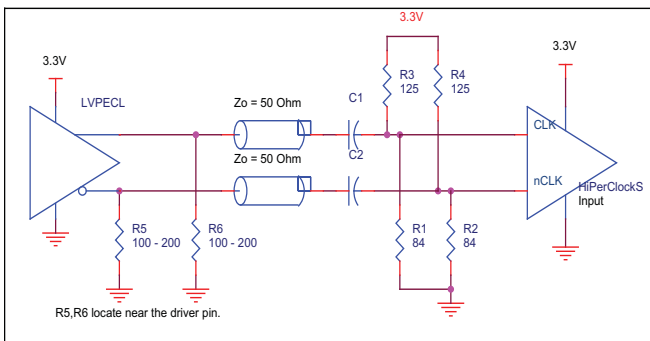 3.3V
3.3V
3.3V
LVPECL
R3
125
R4
125
Zo = 50 Ohm
C1
CLK
Zo = 50 Ohm
C2
nCLK
HiPerClockS
Input
R5
100 - 200
R6
100 - 200
R1
84
R2
84
R5,R6 locate near the driver pin.